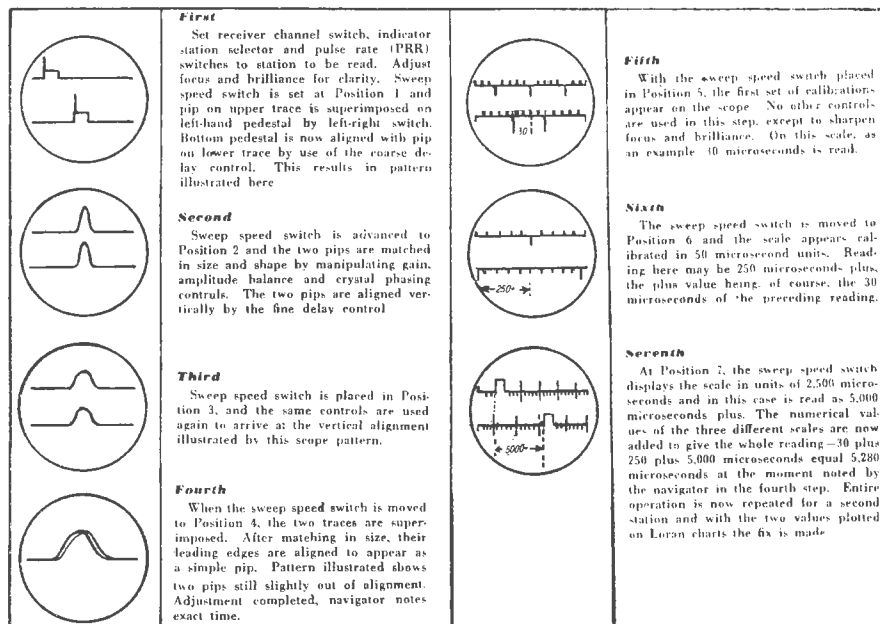 First
Set receiver channel switch, indicator
station selector and pulse rate (PRR)
switches to station to be read. Adjust
focus and brilliance for clarity. Sweep
speed switch is set at Position 1 and
pip on upper trace is superimposed on
left-hand pedestal by left-right switch.
Bottom pedestal is now aligned with pip
on lower trace by use of the coarse de-
lay control. This results in pattern
illustrated here
Second
Sweep speed switch is advanced to
Position 2 and the two pips are matched
in size and shape by manipulating gain,
amplitude balance and crystal phasing
contruls. The two pips are aligned ver-
tically by the fine delay control
Third
Sweep speed switch is placed in Posi-
tion 3, and the same controls are used
again to arrive at the vertical alignment
illustrated by this scope pattern.
Fourth
When the sweep speed switch is moved
to Position 4, the two traces are super-
imposed. After matching in size, their
leading edges are aligned to appear as
a simple pip. Pattern illustrated shows
two pips still slightly out of alignment.
Adjustment completed, navigator notes
exact time.
30
Fifth
With the sweep speed switch placed
in Position 5, the first set of calibrations
appear on the scope No other controls
are used in this step, except to sharpen
focus and brilliance. On this scale, as
an example 30 microseconds is read.
250+
Sixth
The sweep speed switch is moved to
Position 6 and the scale appears cal-
ibrated in 50 microsecond units. Read-
ing here may be 250 microseconds plus,
the plus value being, of course, the 30
microseconds of the preceding reading.
5000+
Seventh
At Position 7, the sweep speed switch
displays the scale in units of 2,500 micro-
seconds and in this case is read as 5,000
microseconds plus. The numerical val-
ues of the three different scales are now
added to give the whole reading—30 plus
250 plus 5,000 microseconds equal 5,280
microseconds at the moment noted by
the navigator in the fourth step. Entire
operation is now repeated for a second
station and with the two values plotted
on Loran charts the fix is made